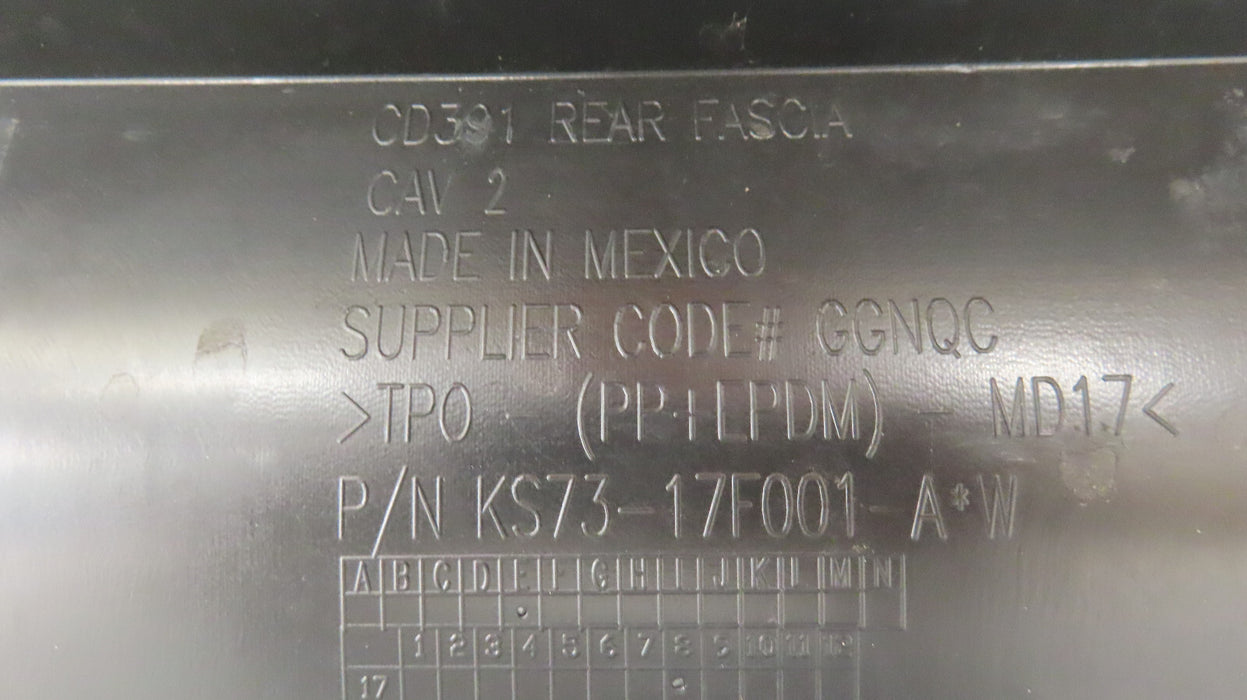 CD391 REAR FASCIA
CAV 2
MADE IN MEXICO
SUPPLIER CODE# GGNQC
>TPO - (PP+EPDM) - MD17<
P/N KS73-17F001-A*W
A B C D E F G H I J K L M N
1 2 3 4 5 6 7 8 9 10 11 12
17